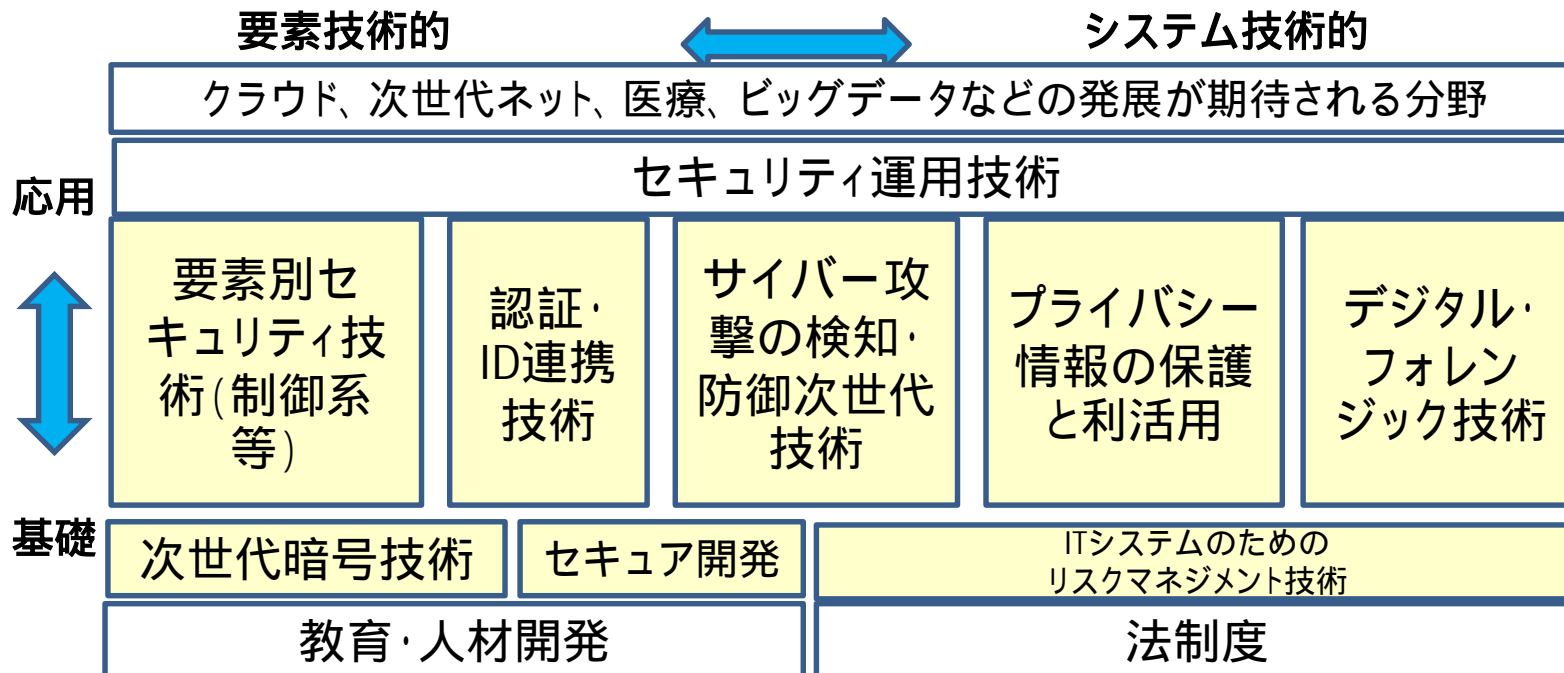 要素技術的
システム技術的
クラウド、次世代ネット、医療、ビッグデータなどの発展が期待される分野
セキュリティ運用技術
応用
要素別セ
キュリティ技
術(制御系
等)
認証・
ID連携
技術
サイバー攻
撃の検知・
防御次世代
技術
プライバシー
情報の保護
と利活用
デジタル・
フォレン
ジック技術
基礎
次世代暗号技術
セキュア開発
ITシステムのための
リスクマネジメント技術
教育・人材開発
法制度